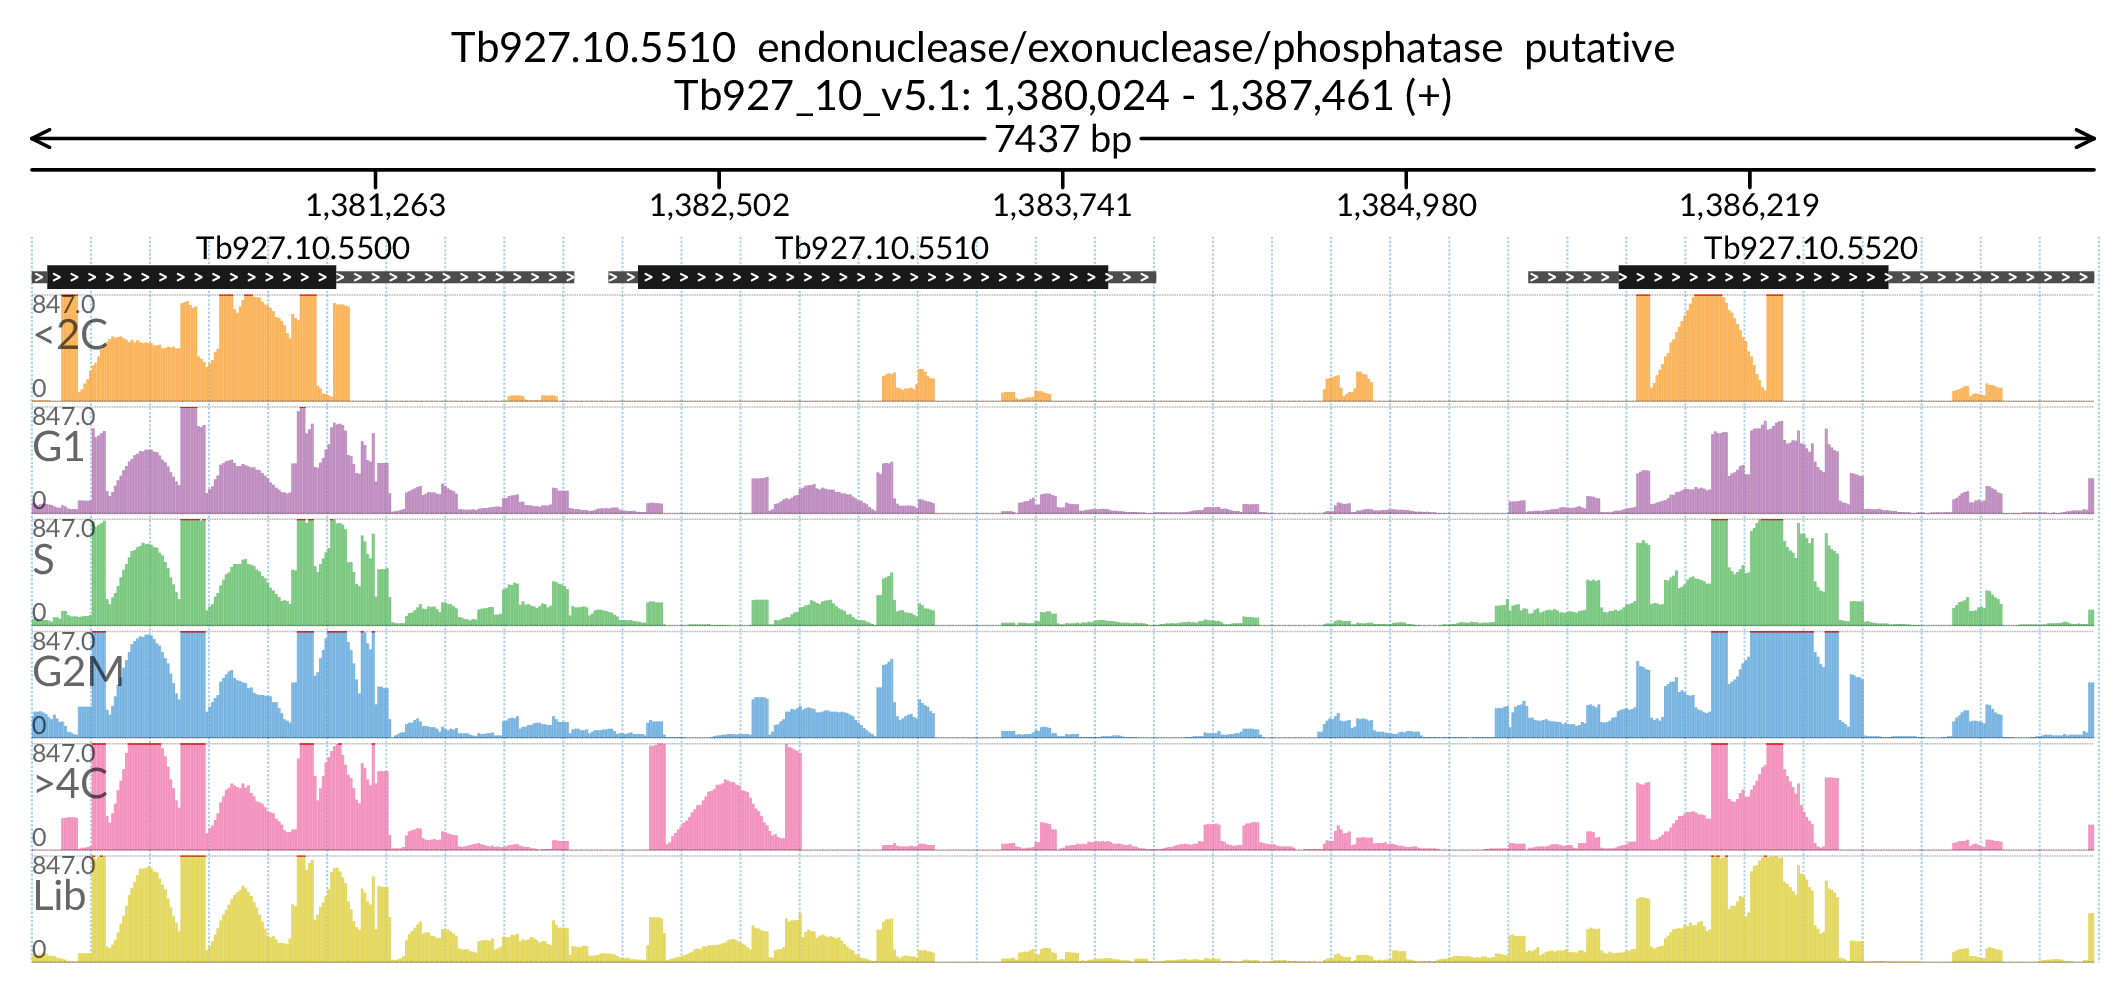 Tb927.10.5510 endonuclease/exonuclease/phosphatase putative
Tb927_10_v5.1: 1,380,024 - 1,387,461 (+)
7437 bp
1,381,263 1,382,502 1,383,741 1,384,980 1,386,219
Tb927.10.5500 Tb927.10.5510 Tb927.10.5520
847.0
<2C
0
847.0
G1
0
847.0
S
0
847.0
G2M
0
847.0
>4C
0
847.0
Lib
0